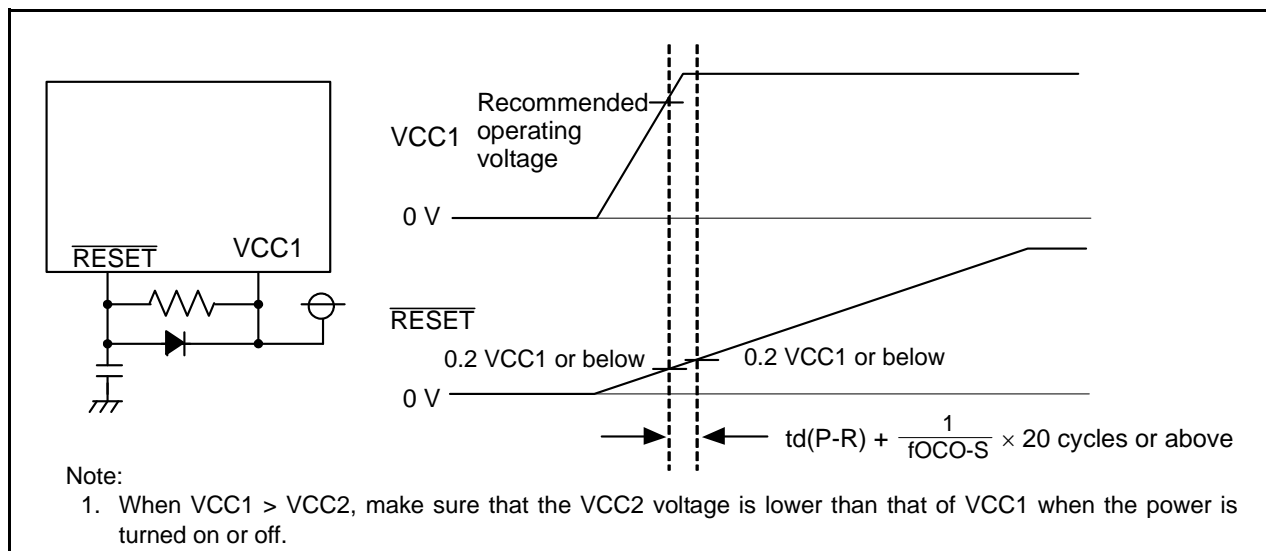 Recommended
operating
voltage
VCC1
0 V
RESET
VCC1
RESET
0.2 VCC1 or below
0.2 VCC1 or below
0 V
td(P-R) + 1/fOCO-S × 20 cycles or above
Note:
1. When VCC1 > VCC2, make sure that the VCC2 voltage is lower than that of VCC1 when the power is
turned on or off.